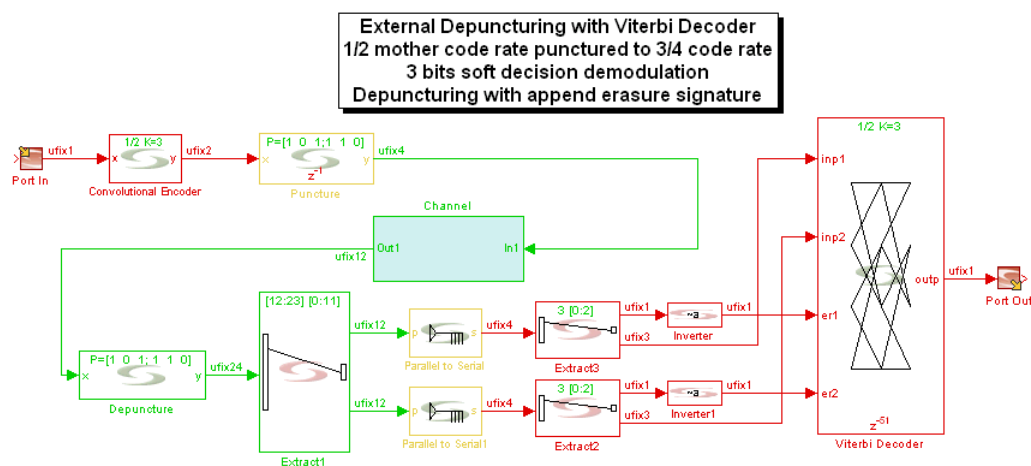 External Depuncturing with Viterbi Decoder
1/2 mother code rate punctured to 3/4 code rate
3 bits soft decision demodulation
Depuncturing with append erasure signature
Port In
ufix1
1/2 K=3
x
y
Convolutional Encoder
ufix2
P=[1 0 1;1 1 0]
x
y
z^-1
Puncture
ufix4
Channel
Out1
In1
ufix12
P=[1 0 1;1 1 0]
x
y
Depuncture
ufix24
[12:23] [0:11]
Extract1
ufix12
p
s
Parallel to Serial
ufix4
3 [0:2]
Extract3
ufix1
ufix3
~a
Inverter
ufix1
ufix12
p
s
Parallel to Serial1
ufix4
3 [0:2]
Extract2
ufix1
ufix3
~a
Inverter1
ufix1
1/2 K=3
inp1
inp2
er1
er2
outp
z^-51
Viterbi Decoder
ufix1
Port Out